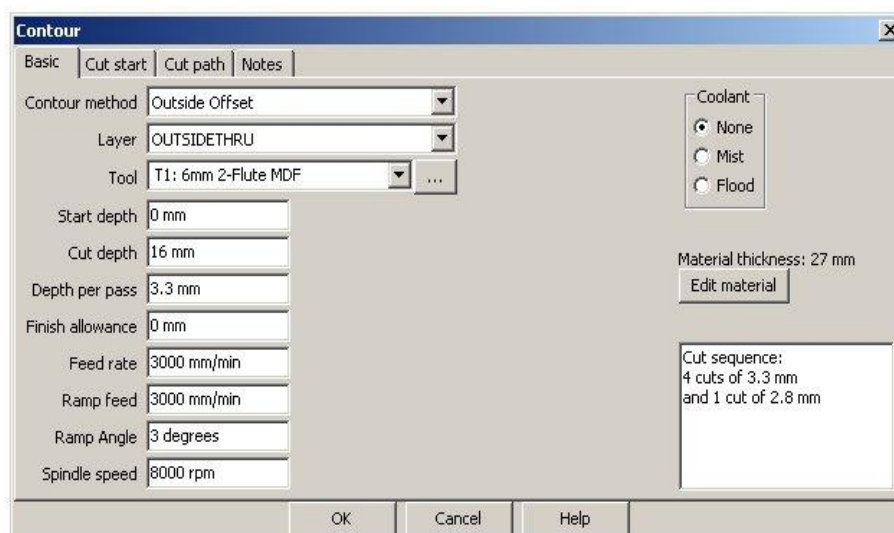 Contour
Basic Cut start Cut path Notes
Contour method Outside Offset
Layer OUTSIDETHRU
Tool T1: 6mm 2-Flute MDF ...
Start depth 0 mm
Cut depth 16 mm
Depth per pass 3.3 mm
Finish allowance 0 mm
Feed rate 3000 mm/min
Ramp feed 3000 mm/min
Ramp Angle 3 degrees
Spindle speed 8000 rpm
Coolant
None
Mist
Flood
Material thickness: 27 mm
Edit material
Cut sequence:
4 cuts of 3.3 mm
and 1 cut of 2.8 mm
OK Cancel Help